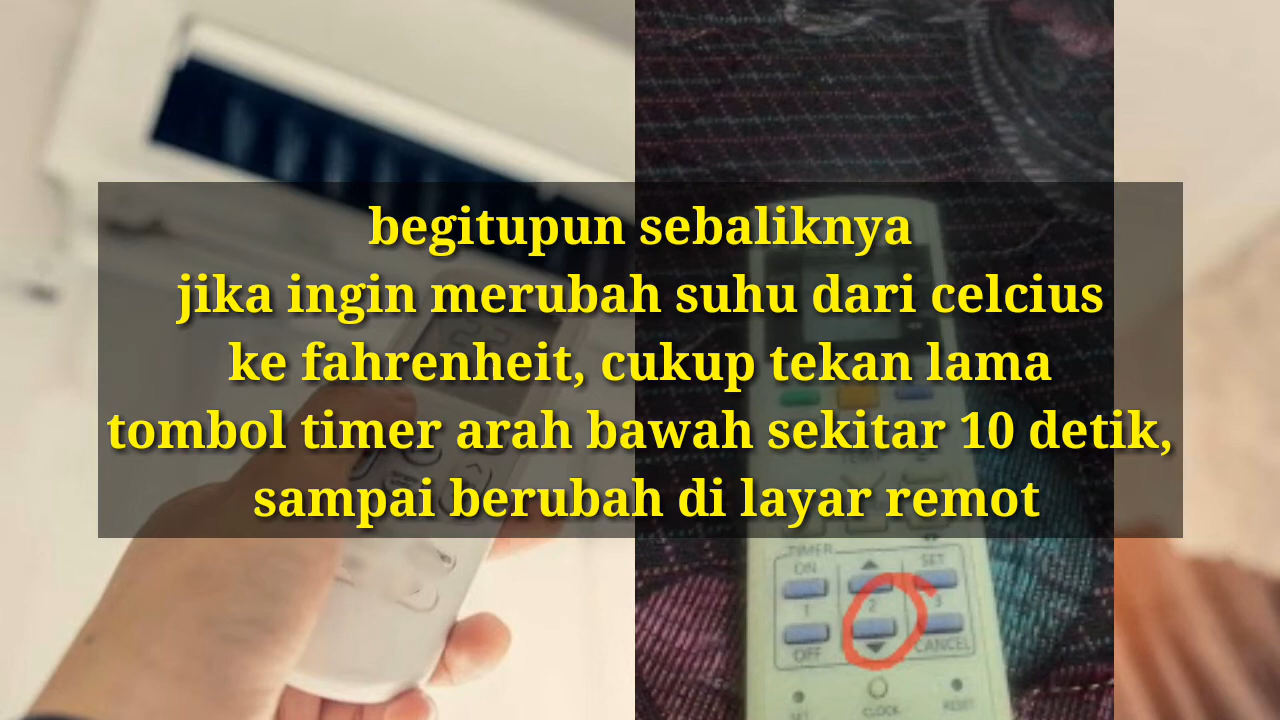 begitupun sebaliknya
jika ingin merubah suhu dari celcius
ke fahrenheit, cukup tekan lama
tombol timer arah bawah sekitar 10 detik,
sampai berubah di layar remot
TIMER
ON
SET
1
2
3
OFF
CANCEL
CLOCK
RESET